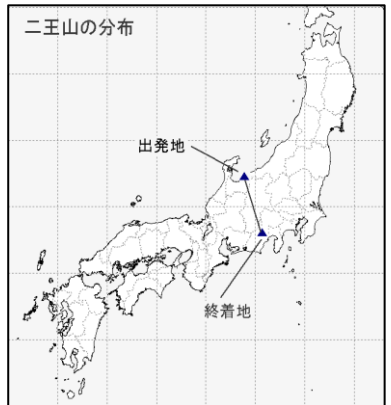 二王山の分布
出発地
終着地